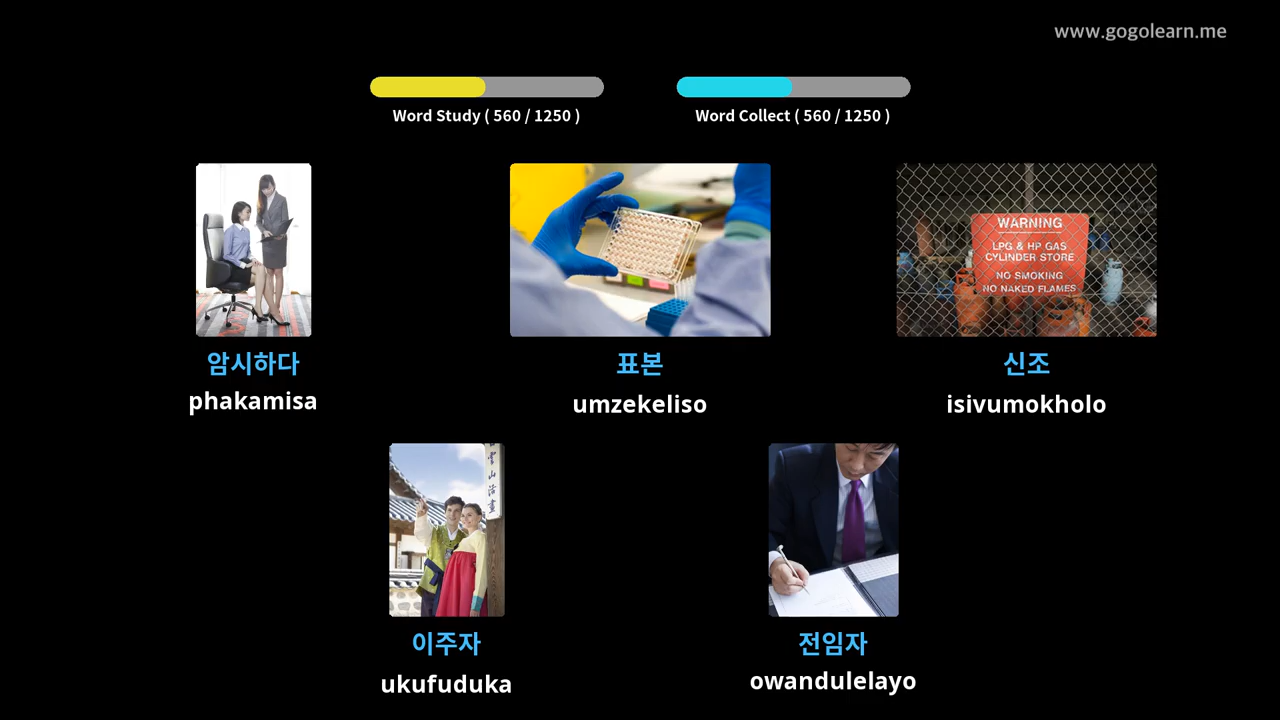 www.gogolearn.me
Word Study ( 560 / 1250 )
Word Collect ( 560 / 1250 )
WARNING
LPG & HP GAS
CYLINDER STORE
NO SMOKING
NO NAKED FLAMES
암시하다
phakamisa
표본
umzekeliso
신조
isivumokholo
이주자
ukufuduka
전임자
owandulelayo